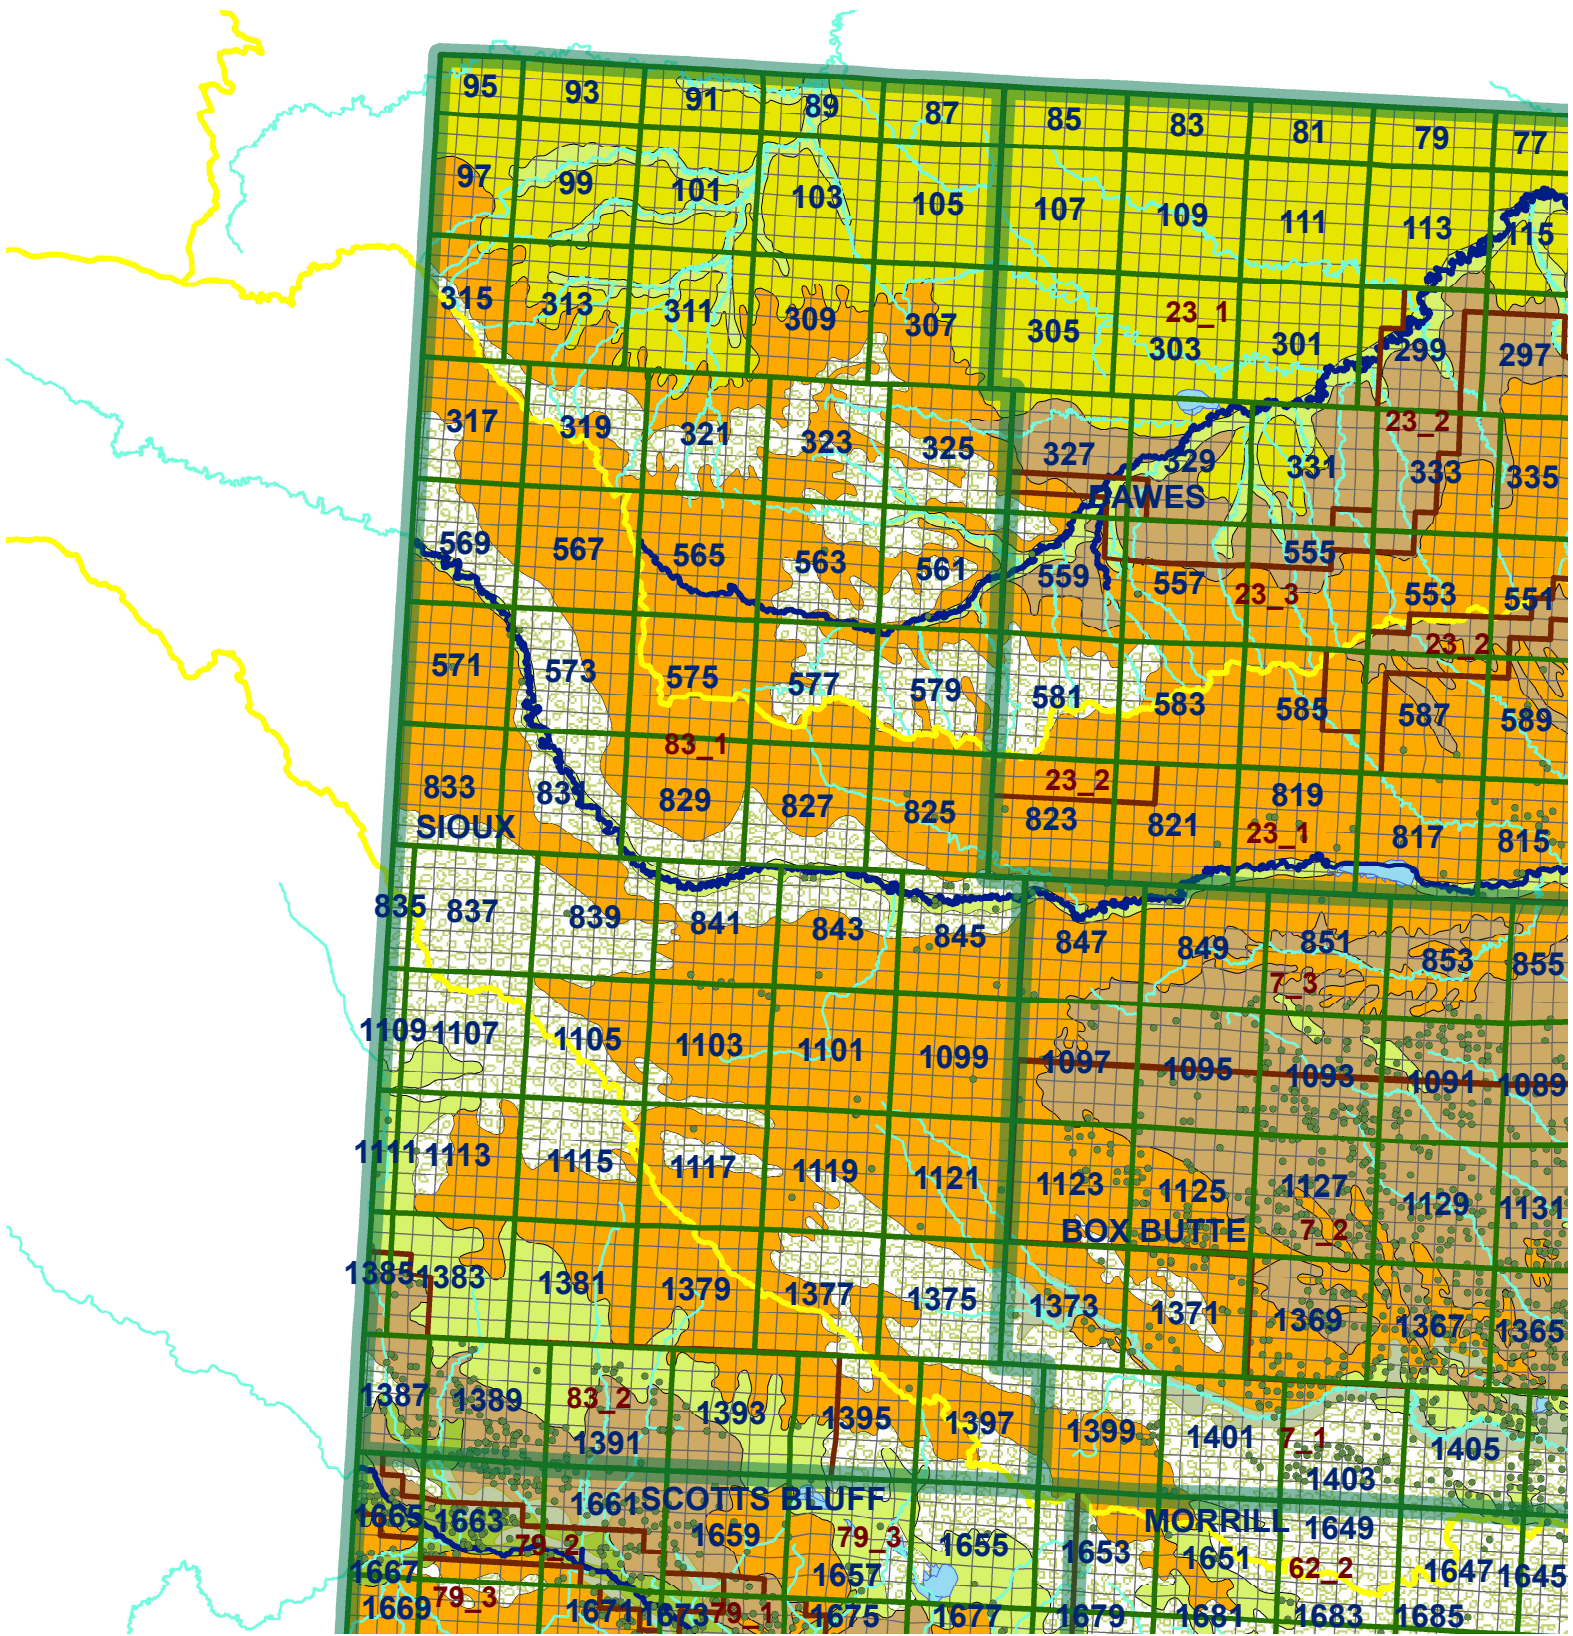 95 93 91 89 87 85 83 81 79 77
97 99 101 103 105 107 109 111 113 115
315 313 311 309 307 305 23_1 303 301 299 297
317 319 321 323 325 327 329 331 23_2 333 335
DAWES
569 567 565 563 561 559 557 555 23_3 553 551
571 573 575 577 579 581 583 585 23_2 587 589
83_1
833 831 829 827 825 23_2 823 821 819 23_1 817 815
SIOUX
835 837 839 841 843 845 847 849 851 853 855
7_3
1109 1107 1105 1103 1101 1099 1097 1095 1093 1091 1089
1111 1113 1115 1117 1119 1121 1123 1125 1127 1129 1131
BOX BUTTE 7_2
1385 1383 1381 1379 1377 1375 1373 1371 1369 1367 1365
1387 1389 83_2 1391 1393 1395 1397 1399 1401 7_1 1403 1405
SCOTTS BLUFF
MORRILL
1665 1663 1661 1659 79_3 1657 1655 1653 1651 1649 62_2 1647 1645
79_2
1667
1669 79_3 1671 1673 79_1 1675 1677 1679 1681 1683 1685